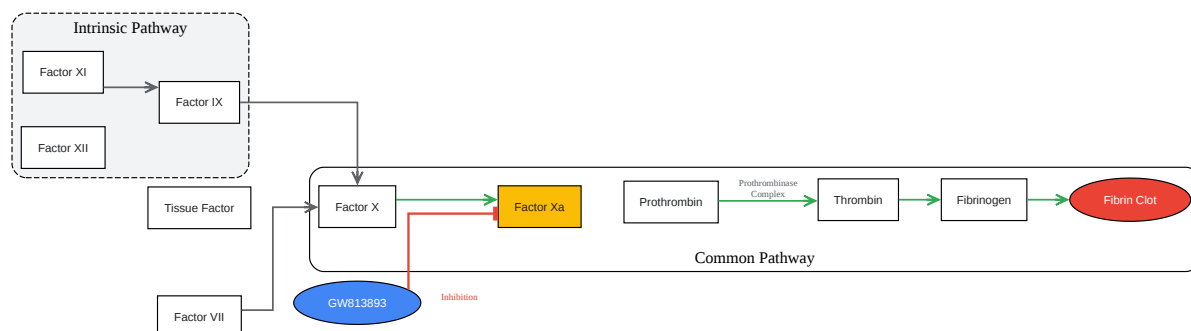 Intrinsic Pathway
Factor XI
Factor IX
Factor XII
Tissue Factor
Factor X
Factor Xa
Prothrombin
Prothrombinase
Complex
Thrombin
Fibrinogen
Fibrin Clot
Common Pathway
GW813893
Inhibition
Factor VII